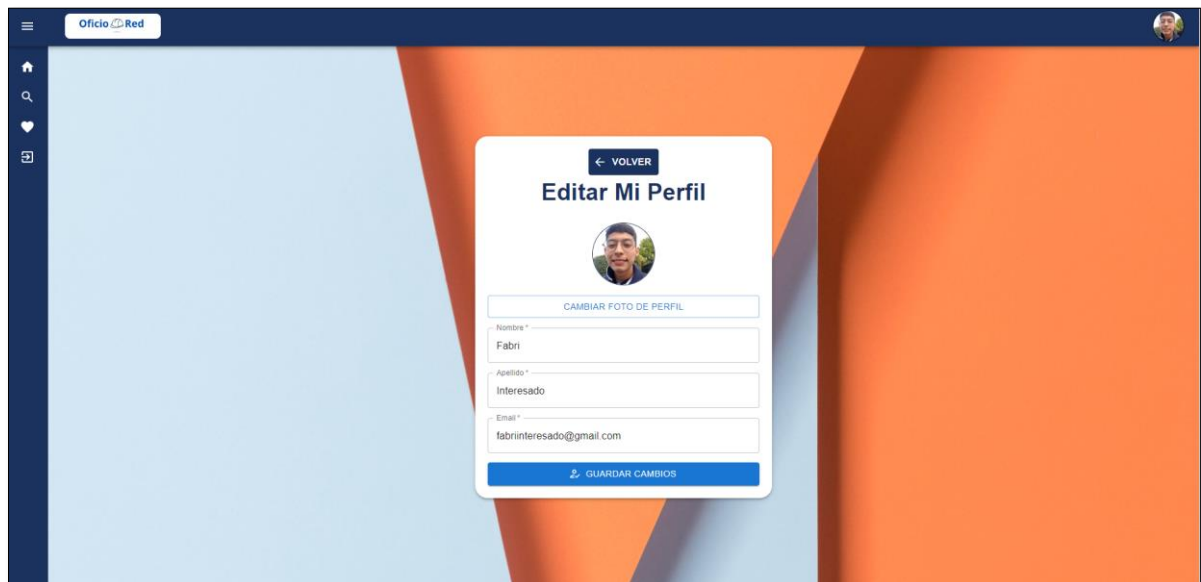 Oficio Red
VOLVER
Editar Mi Perfil
CAMBIAR FOTO DE PERFIL
Nombre *
Fabri
Apellido *
Interesado
Email *
fabriinteresado@gmail.com
GUARDAR CAMBIOS